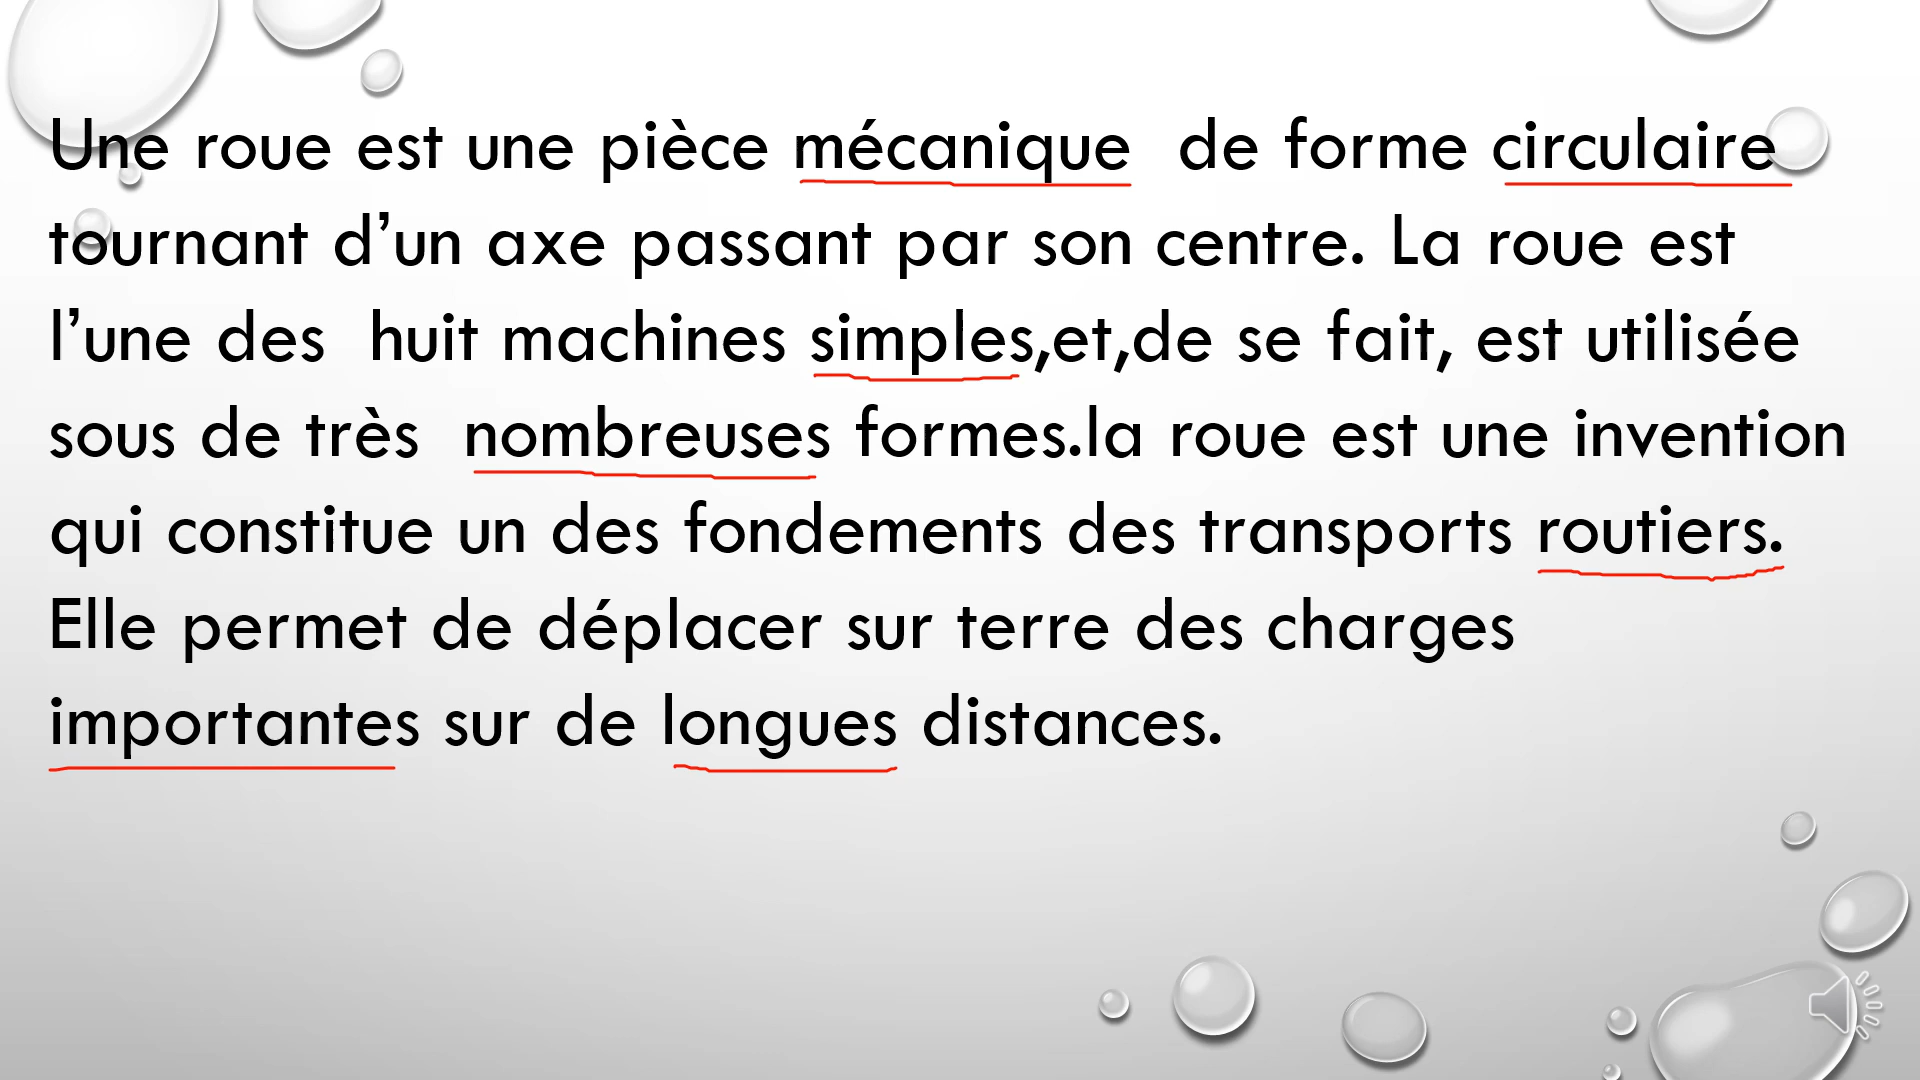 Une roue est une pièce mécanique  de forme circulaire
tournant d’un axe passant par son centre. La roue est
l’une des  huit machines simples,et,de se fait, est utilisée
sous de très  nombreuses formes.la roue est une invention
qui constitue un des fondements des transports routiers.
Elle permet de déplacer sur terre des charges
importantes sur de longues distances.